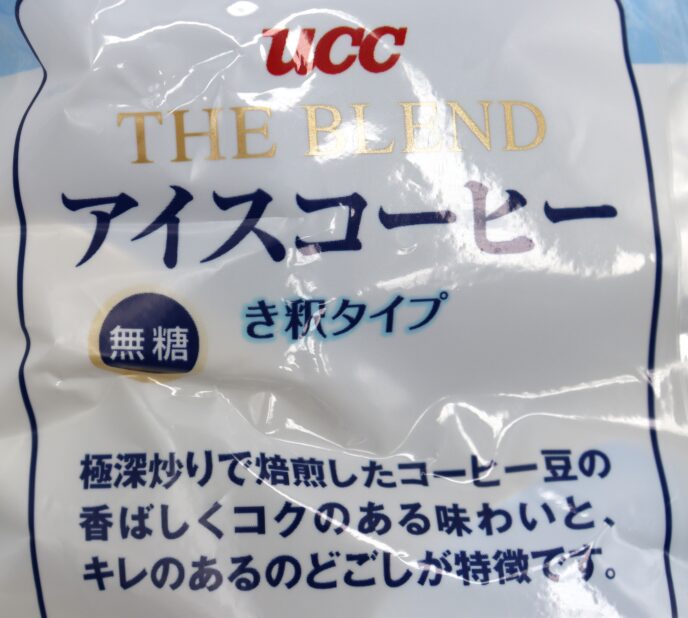 UCC
THE BLEND
アイスコーヒー
無糖
き釈タイプ
極深炒りで焙煎したコーヒー豆の
香ばしくコクのある味わいと、
キレのあるのどごしが特徴です。